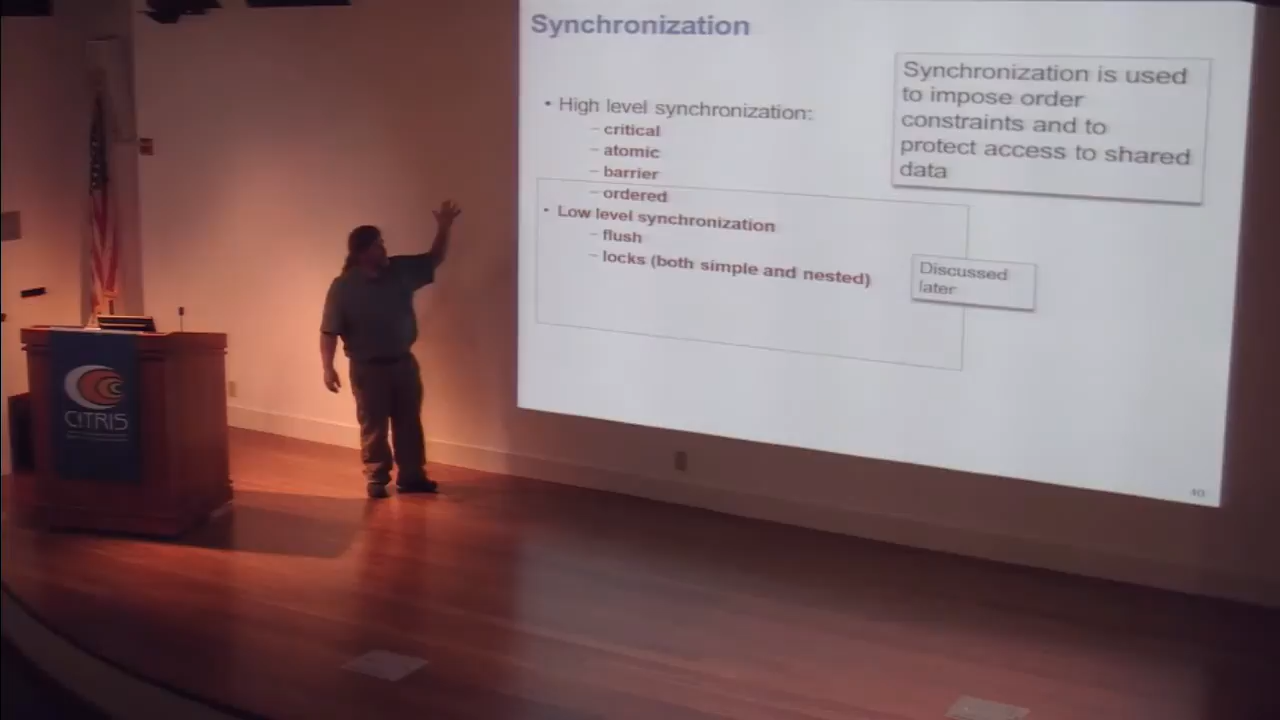 Synchronization
• High level synchronization:
– critical
– atomic
– barrier
– ordered
• Low level synchronization
– flush
– locks (both simple and nested)
Synchronization is used
to impose order
constraints and to
protect access to shared
data
Discussed
later
40
CITRIS